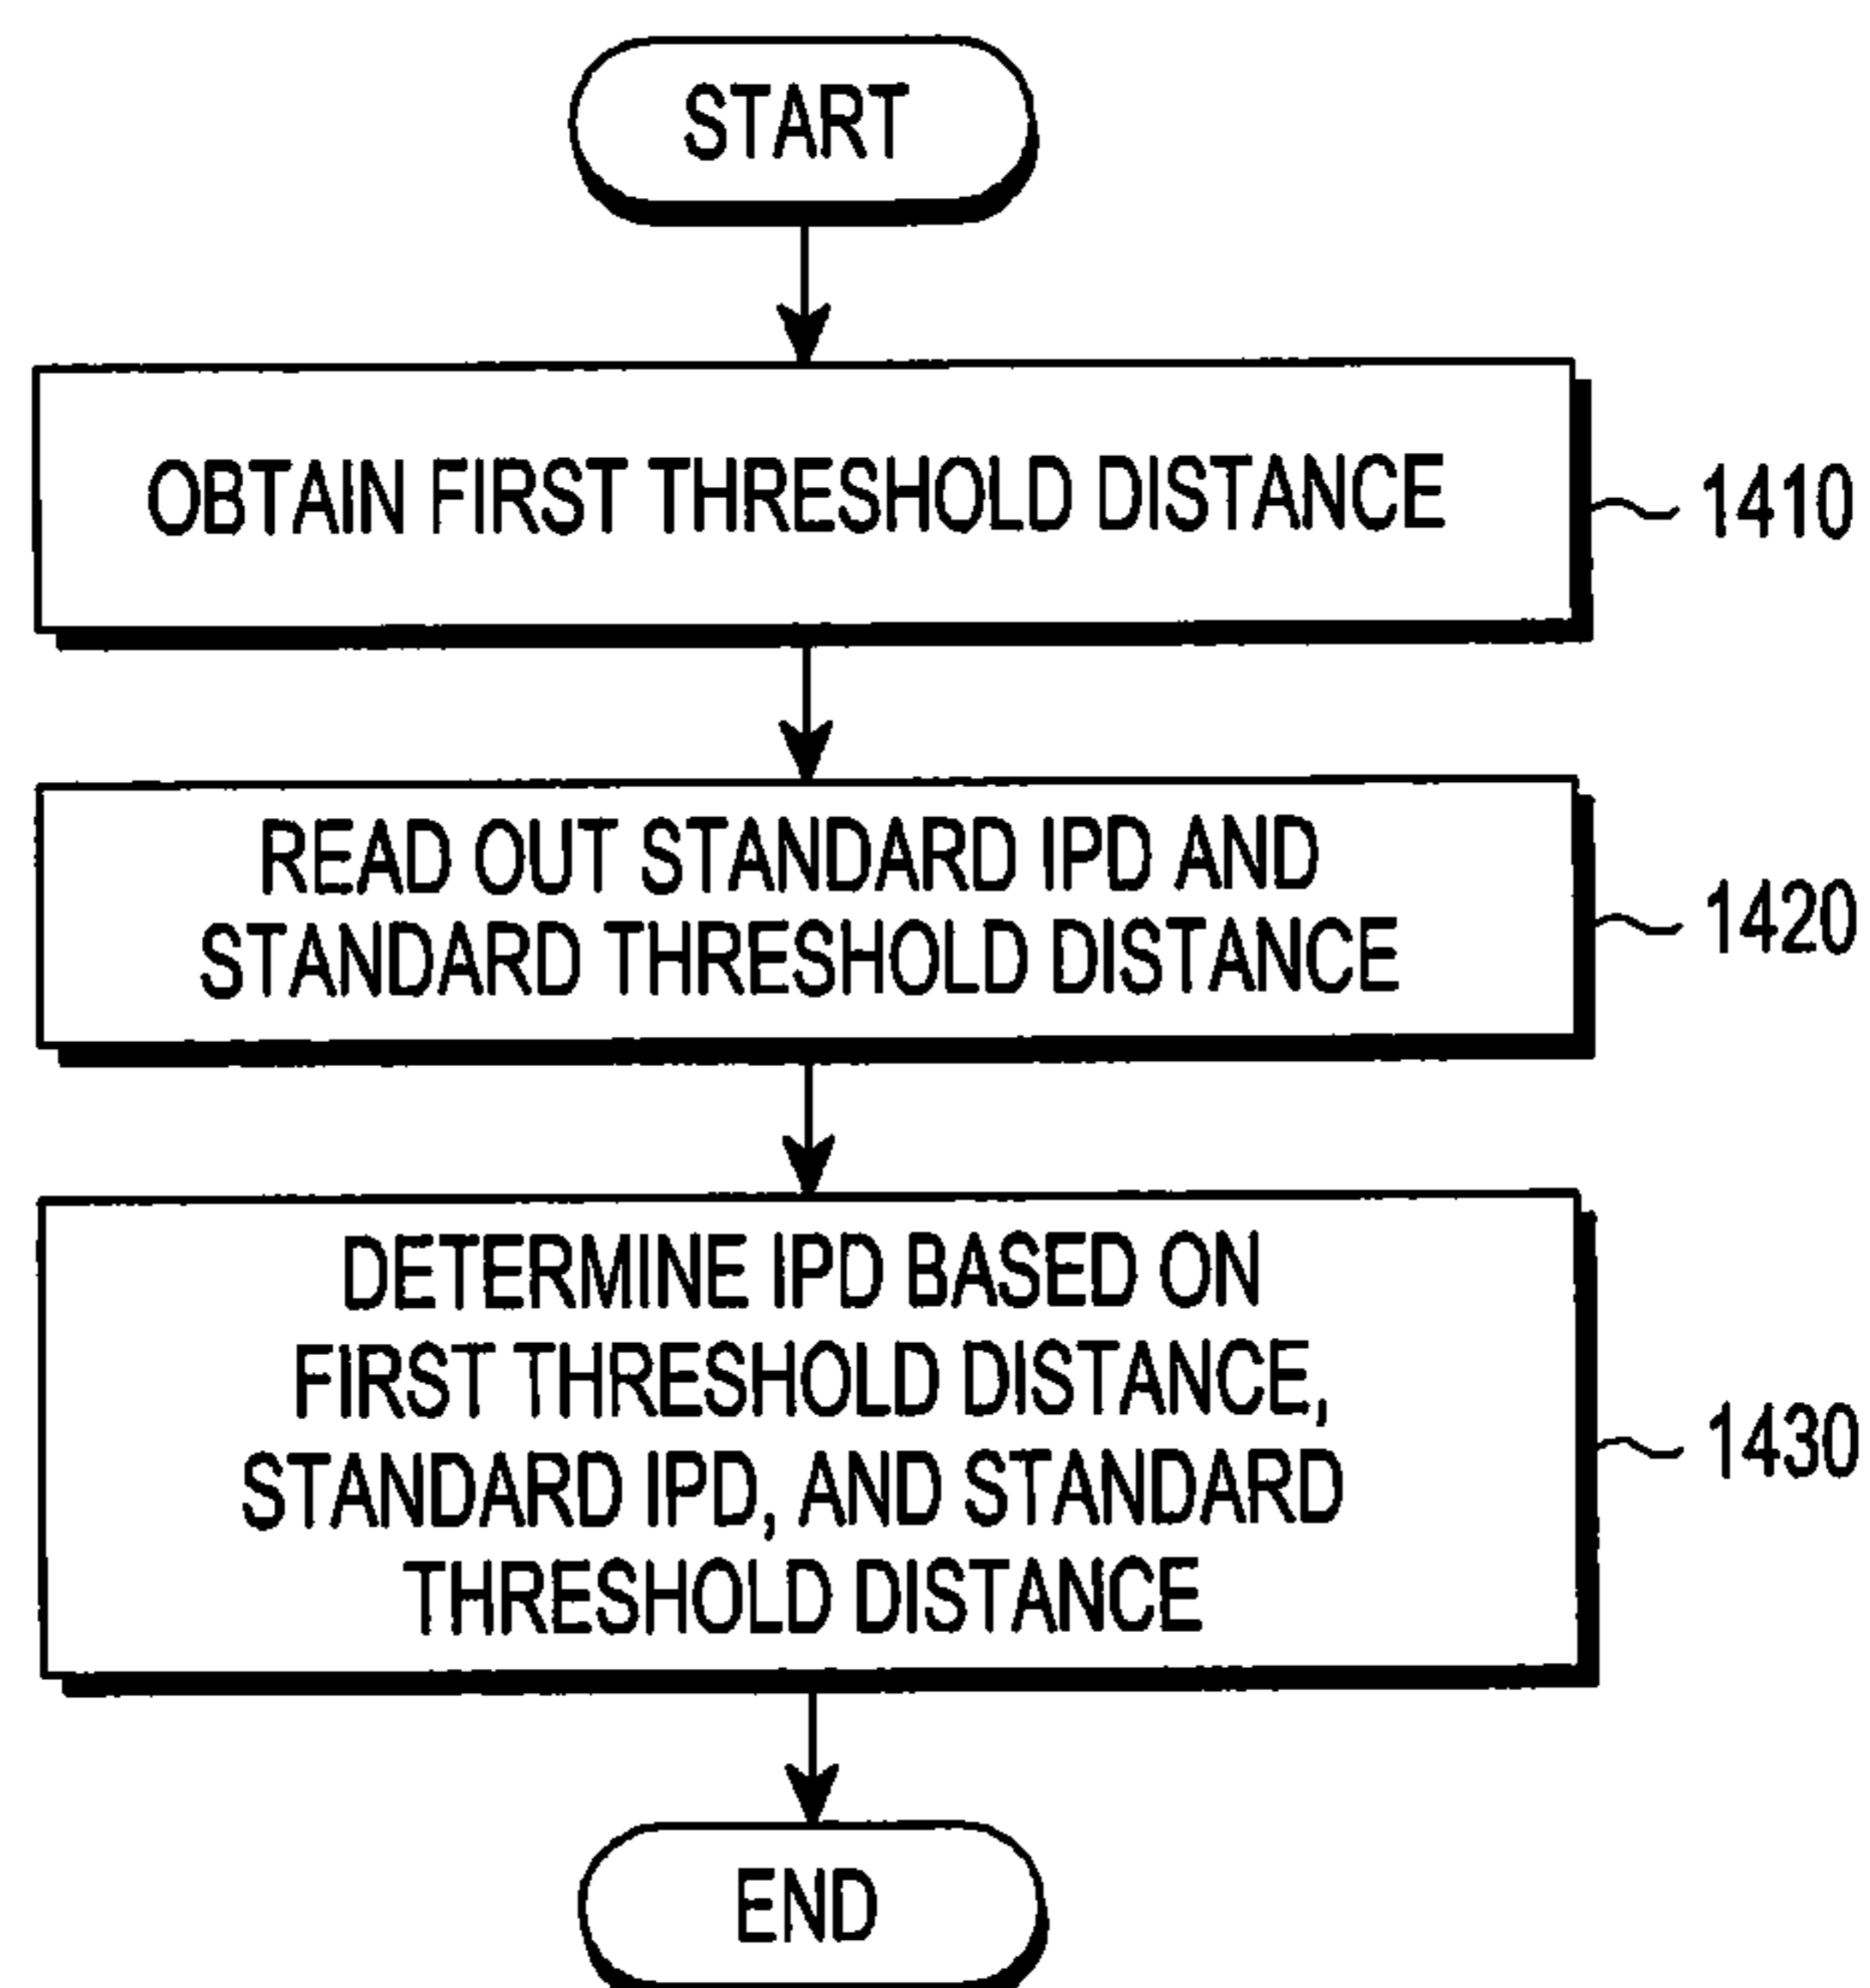 START
OBTAIN FIRST THRESHOLD DISTANCE
1410
READ OUT STANDARD IPD AND
STANDARD THRESHOLD DISTANCE
1420
DETERMINE IPD BASED ON
FIRST THRESHOLD DISTANCE,
STANDARD IPD, AND STANDARD
THRESHOLD DISTANCE
1430
END